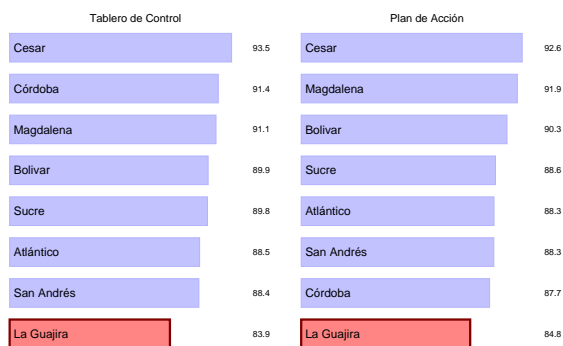 Tablero de Control
Cesar 93.5
Córdoba 91.4
Magdalena 91.1
Bolivar 89.9
Sucre 89.8
Atlántico 88.5
San Andrés 88.4
La Guajira 83.9
Plan de Acción
Cesar 92.6
Magdalena 91.9
Bolivar 90.3
Sucre 88.6
Atlántico 88.3
San Andrés 88.3
Córdoba 87.7
La Guajira 84.8